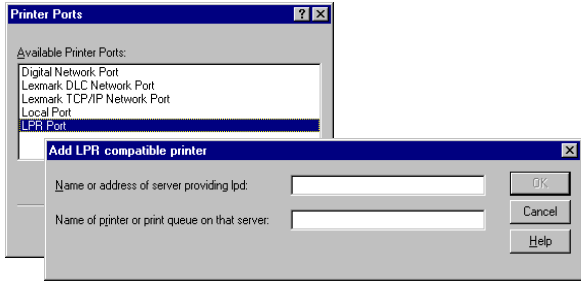 Printer Ports
Available Printer Ports:
Digital Network Port
Lexmark DLC Network Port
Lexmark TCP/IP Network Port
Local Port
LPR Port
Add LPR compatible printer
Name or address of server providing lpd:
OK
Name of printer or print queue on that server:
Cancel
Help